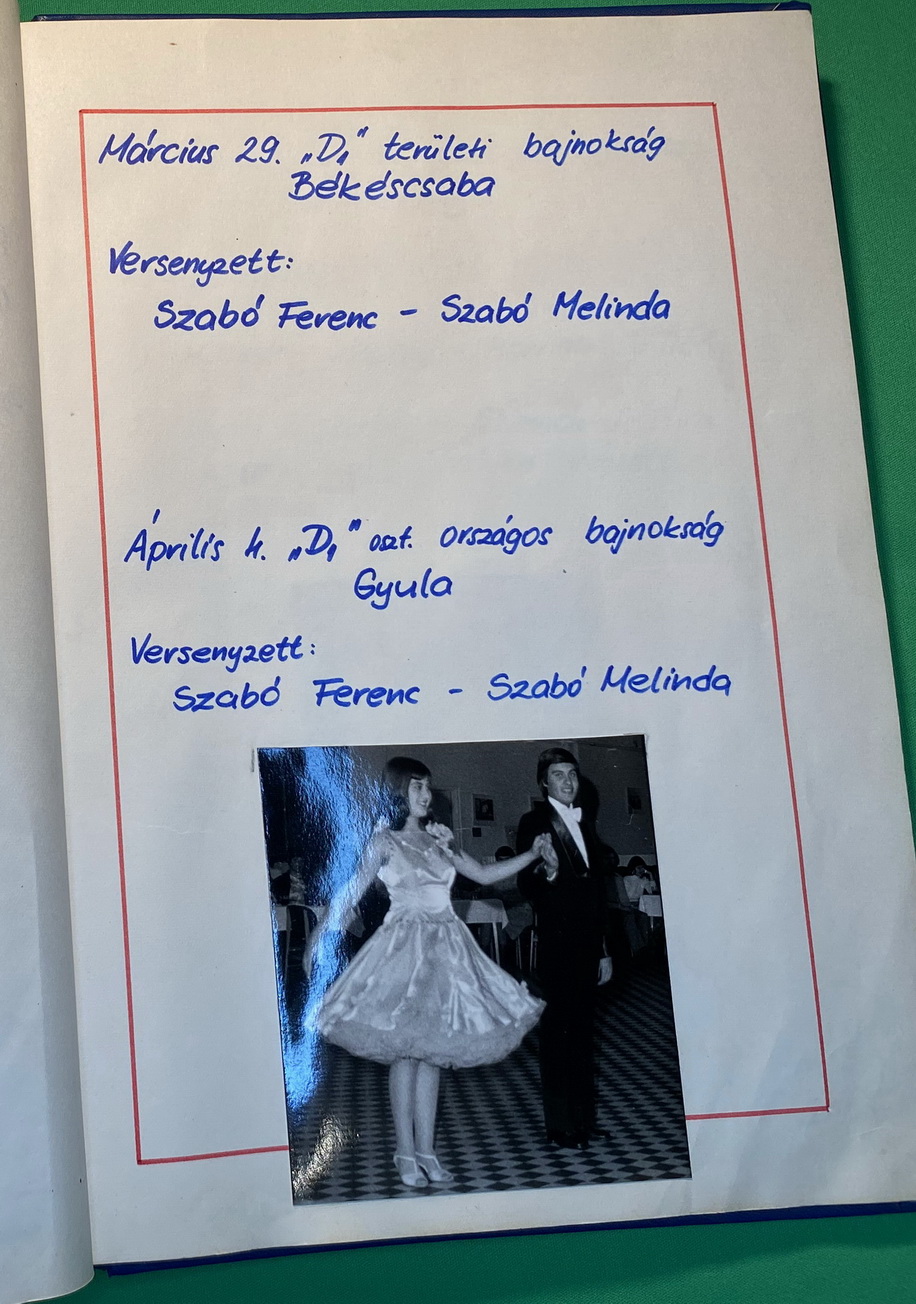 Március 29. „D₁" területi bajnokság
Békéscsaba
Versenyzett:
Szabó Ferenc - Szabó Melinda
Április 4. „D₁" oszt. országos bajnokság
Gyula
Versenyzett:
Szabó Ferenc - Szabó Melinda